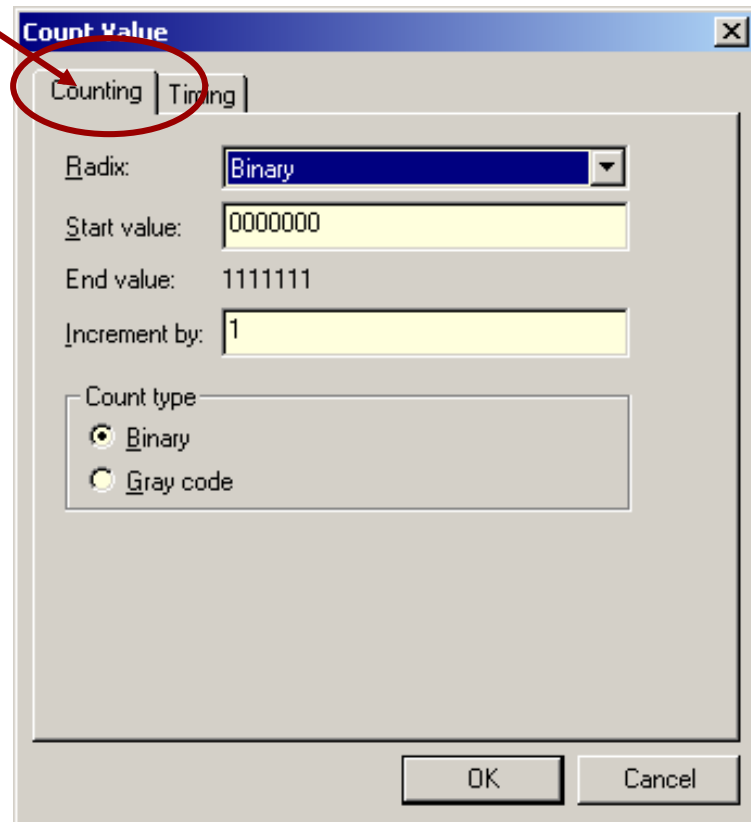 Count Value
Counting Timing
Radix: Binary
Start value: 0000000
End value: 1111111
Increment by: 1
Count type
Binary
Gray code
OK Cancel